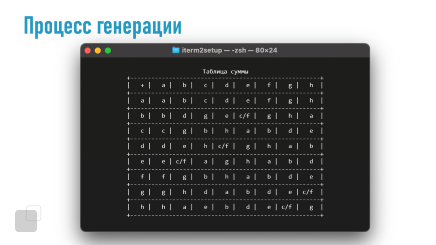 Процесс генерации
iterm2setup — -zsh — 80×24
Таблица суммы
| + | a | b | c | d | e | f | g | h |
| a | a | b | c | d | e | f | g | h |
| b | b | d | g | e | c/f | g | h | a |
| c | c | g | b | h | a | b | d | e |
| d | d | e | h | c/f | g | h | a | b |
| e | e | c/f | a | g | h | a | b | d |
| f | f | g | b | h | a | b | d | e |
| g | g | h | d | a | b | d | e | c/f |
| h | h | a | e | b | d | e | c/f | g |